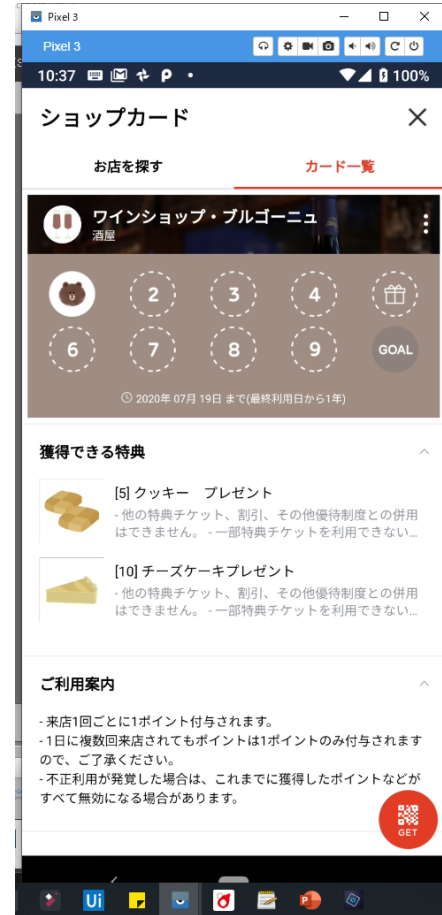 Pixel 3
Pixel 3
10:37
100%
ショップカード
お店を探す
カード一覧
ワインショップ・ブルゴーニュ
酒屋
2
3
4
6
7
8
9
GOAL
2020年 07月 19日 まで(最終利用日から1年)
獲得できる特典
[5] クッキー　プレゼント
- 他の特典チケット、割引、その他優待制度との併用
はできません。 - 一部特典チケットを利用できない...
[10] チーズケーキプレゼント
- 他の特典チケット、割引、その他優待制度との併用
はできません。 - 一部特典チケットを利用できない...
ご利用案内
- 来店1回ごとに1ポイント付与されます。
- 1日に複数回来店されてもポイントは1ポイントのみ付与されます
ので、ご了承ください。
- 不正利用が発覚した場合は、これまでに獲得したポイントなどが
すべて無効になる場合があります。
GET
Ui